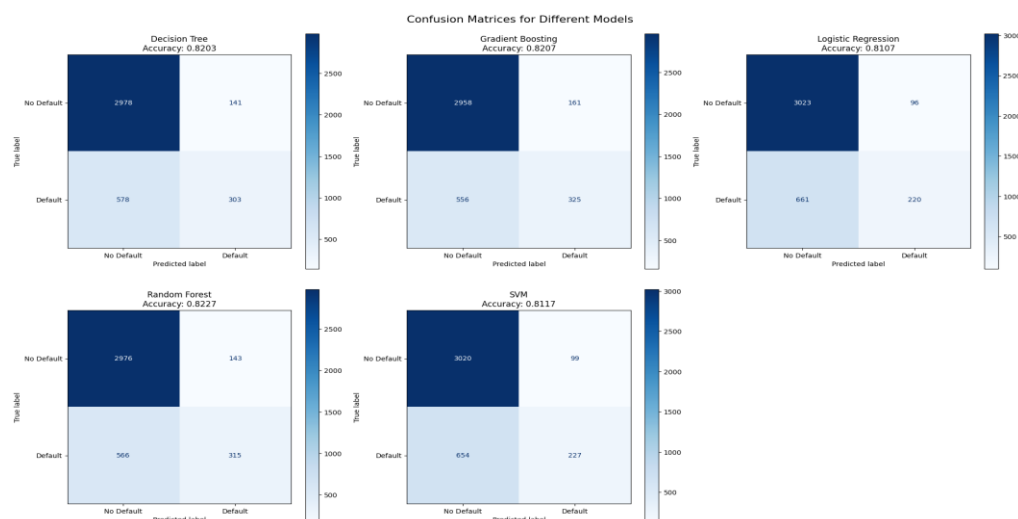 Confusion Matrices for Different Models
Decision Tree
Accuracy: 0.8203
No Default
2978
141
Default
578
303
True label
No Default
Default
Predicted label
2500
2000
1500
1000
500
Gradient Boosting
Accuracy: 0.8207
No Default
2958
161
Default
556
325
True label
No Default
Default
Predicted label
2500
2000
1500
1000
500
Logistic Regression
Accuracy: 0.8107
No Default
3023
96
Default
661
220
True label
No Default
Default
Predicted label
3000
2500
2000
1500
1000
500
Random Forest
Accuracy: 0.8227
No Default
2976
143
Default
566
315
True label
No Default
Default
Predicted label
2500
2000
1500
1000
500
SVM
Accuracy: 0.8117
No Default
3020
99
Default
654
227
True label
No Default
Default
Predicted label
3000
2500
2000
1500
1000
500